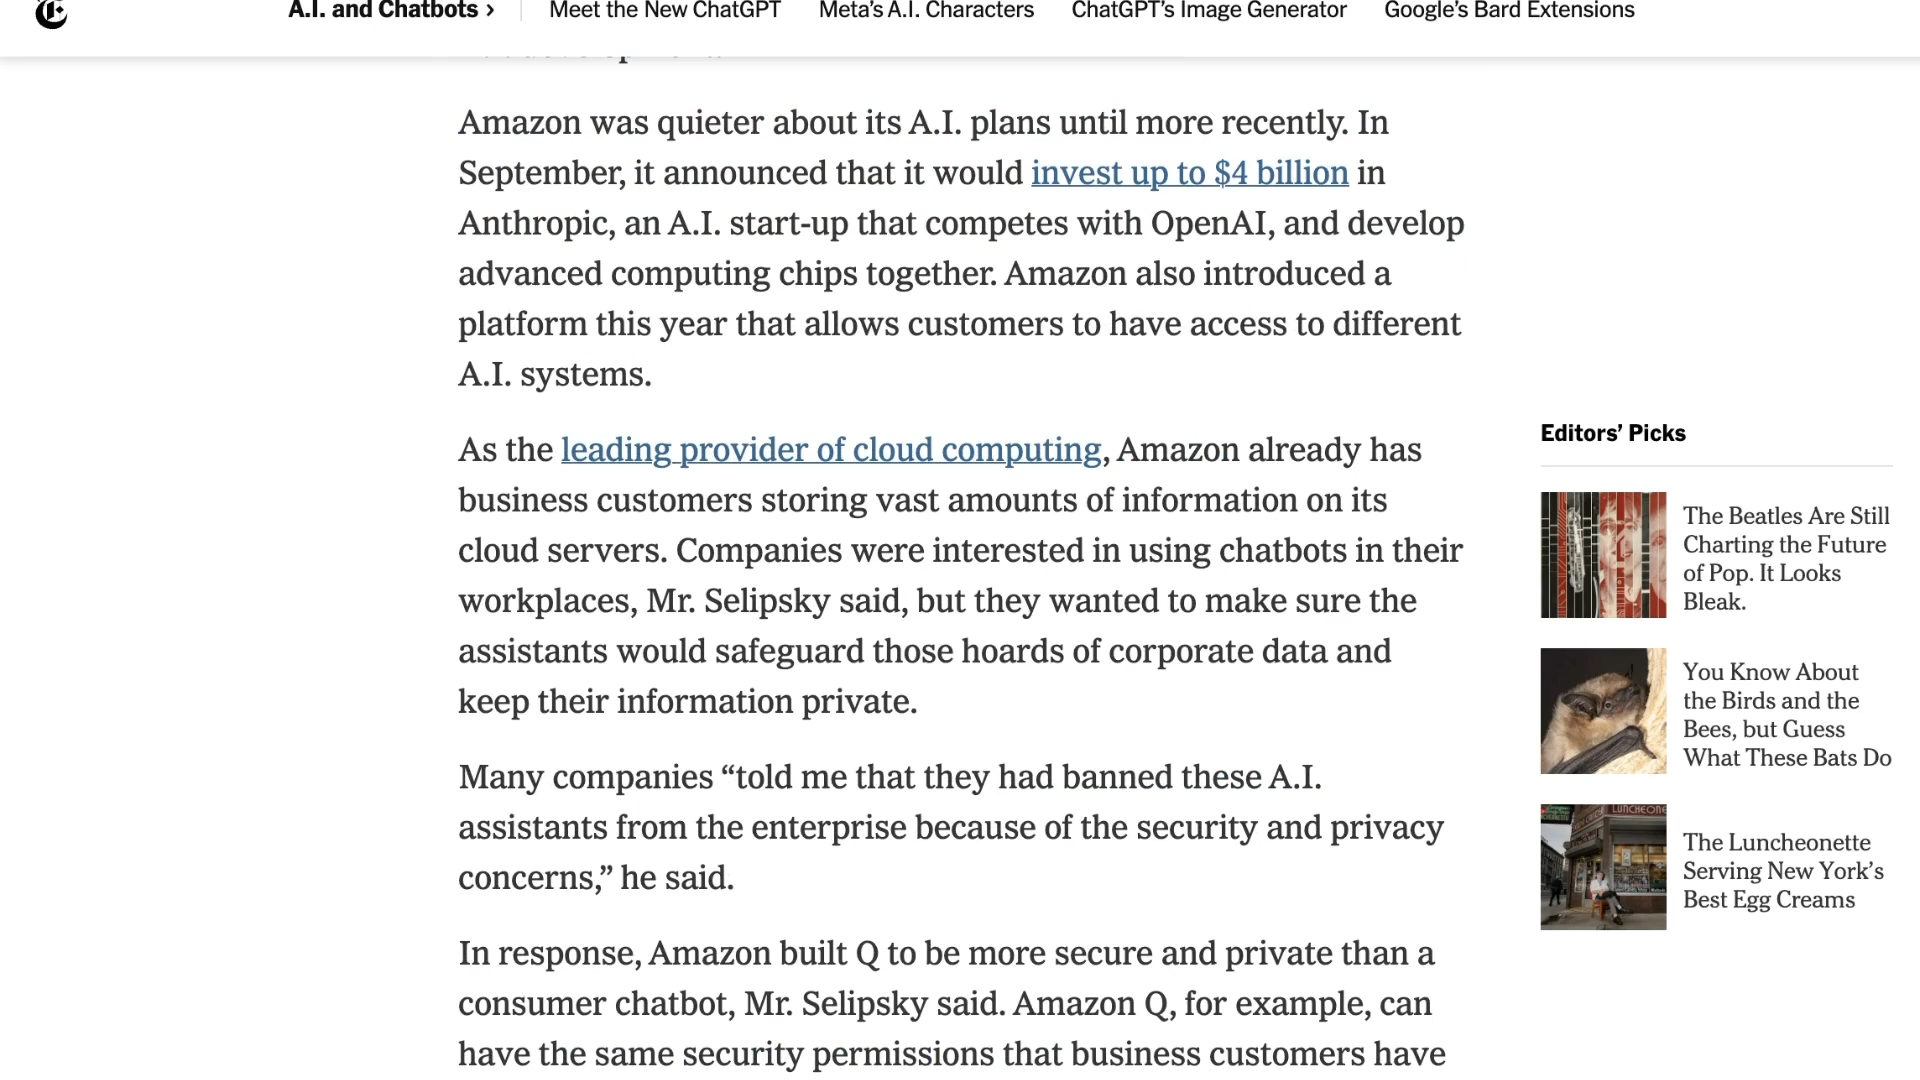 A.I. and Chatbots ›
Meet the New ChatGPT
Meta’s A.I. Characters
ChatGPT’s Image Generator
Google’s Bard Extensions
Amazon was quieter about its A.I. plans until more recently. In
September, it announced that it would invest up to $4 billion in
Anthropic, an A.I. start-up that competes with OpenAI, and develop
advanced computing chips together. Amazon also introduced a
platform this year that allows customers to have access to different
A.I. systems.
As the leading provider of cloud computing, Amazon already has
business customers storing vast amounts of information on its
cloud servers. Companies were interested in using chatbots in their
workplaces, Mr. Selipsky said, but they wanted to make sure the
assistants would safeguard those hoards of corporate data and
keep their information private.
Many companies “told me that they had banned these A.I.
assistants from the enterprise because of the security and privacy
concerns,” he said.
In response, Amazon built Q to be more secure and private than a
consumer chatbot, Mr. Selipsky said. Amazon Q, for example, can
have the same security permissions that business customers have
Editors’ Picks
The Beatles Are Still
Charting the Future
of Pop. It Looks
Bleak.
You Know About
the Birds and the
Bees, but Guess
What These Bats Do
LUNCHEONE
The Luncheonette
Serving New York’s
Best Egg Creams